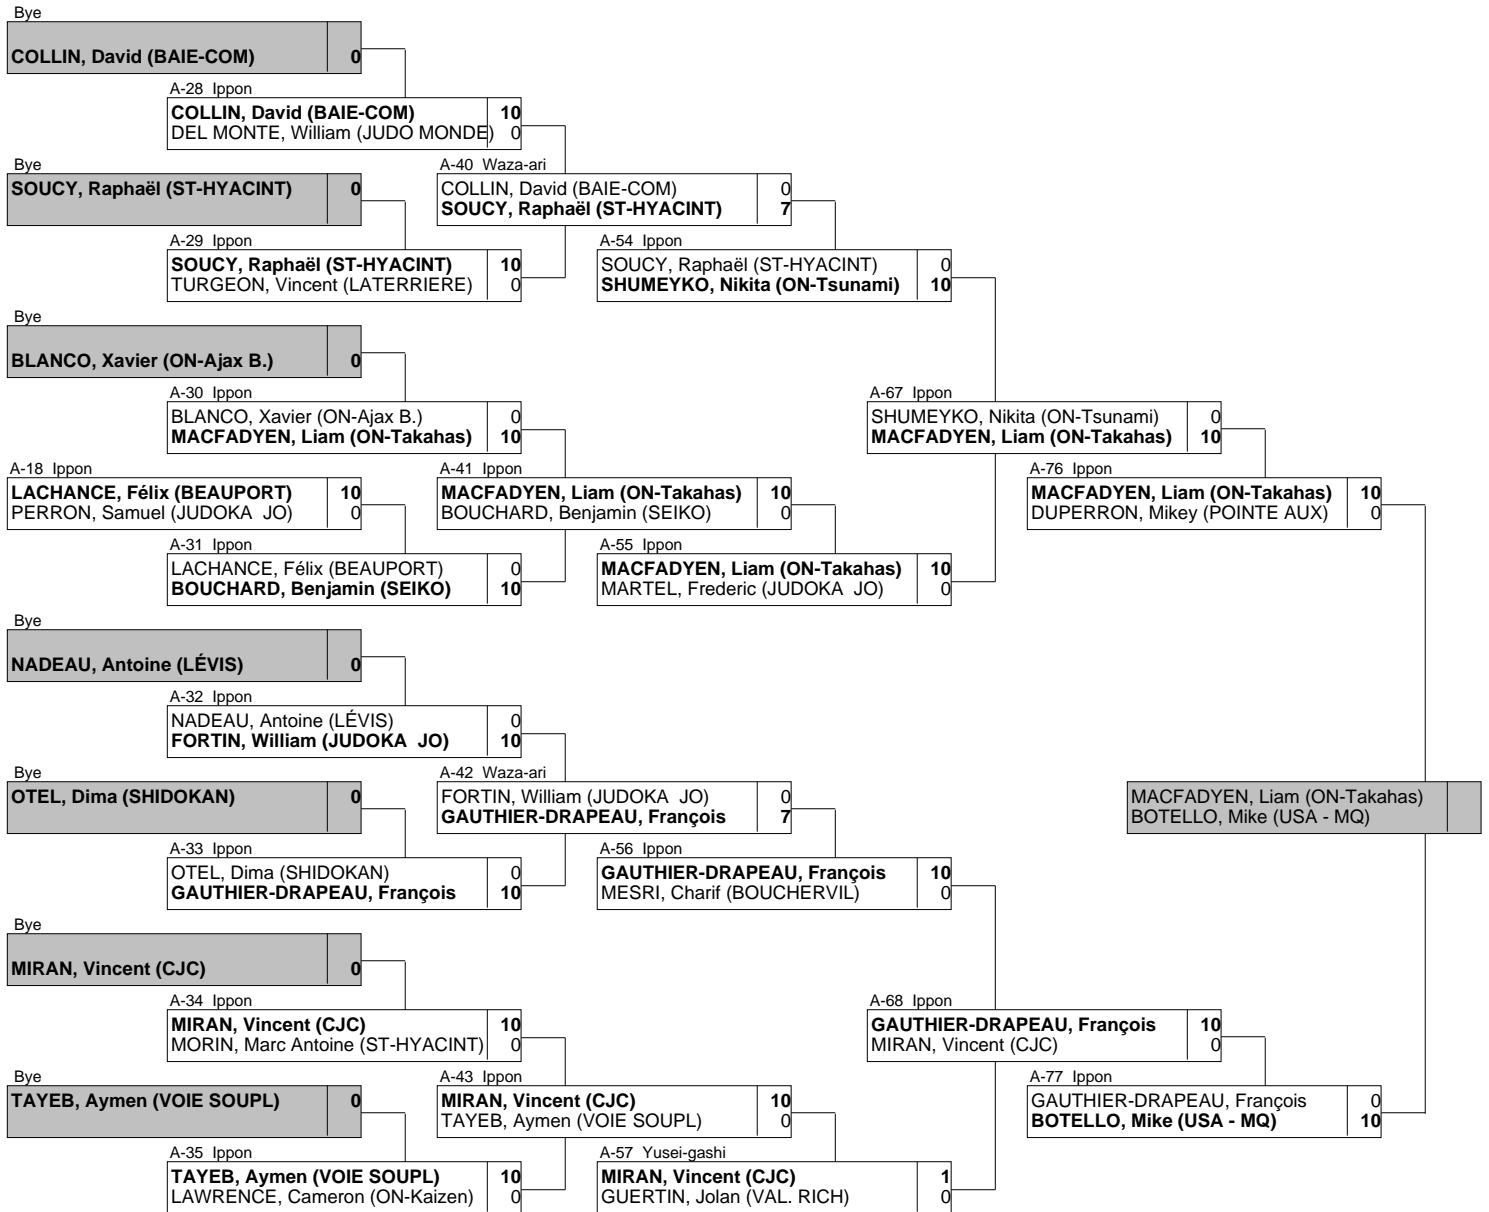 Bye
COLLIN, David (BAIE-COM) 0
A-28 Ippon
COLLIN, David (BAIE-COM) 10
DEL MONTE, William (JUDO MONDE) 0
Bye
SOUCY, Raphaël (ST-HYACINT) 0
A-40 Waza-ari
COLLIN, David (BAIE-COM) 0
SOUCY, Raphaël (ST-HYACINT) 7
A-29 Ippon
SOUCY, Raphaël (ST-HYACINT) 10
TURGEON, Vincent (LATERRIERE) 0
A-54 Ippon
SOUCY, Raphaël (ST-HYACINT) 0
SHUMEYKO, Nikita (ON-Tsunami) 10
Bye
BLANCO, Xavier (ON-Ajax B.) 0
A-30 Ippon
BLANCO, Xavier (ON-Ajax B.) 0
MACFADYEN, Liam (ON-Takahas) 10
A-67 Ippon
SHUMEYKO, Nikita (ON-Tsunami) 0
MACFADYEN, Liam (ON-Takahas) 10
A-18 Ippon
LACHANCE, Félix (BEAUPORT) 10
PERRON, Samuel (JUDOKA JO) 0
A-41 Ippon
MACFADYEN, Liam (ON-Takahas) 10
BOUCHARD, Benjamin (SEIKO) 0
A-76 Ippon
MACFADYEN, Liam (ON-Takahas) 10
DUPERRON, Mikey (POINTE AUX) 0
A-31 Ippon
LACHANCE, Félix (BEAUPORT) 0
BOUCHARD, Benjamin (SEIKO) 10
A-55 Ippon
MACFADYEN, Liam (ON-Takahas) 10
MARTEL, Frederic (JUDOKA JO) 0
Bye
NADEAU, Antoine (LÉVIS) 0
A-32 Ippon
NADEAU, Antoine (LÉVIS) 0
FORTIN, William (JUDOKA JO) 10
Bye
OTEL, Dima (SHIDOKAN) 0
A-42 Waza-ari
FORTIN, William (JUDOKA JO) 0
GAUTHIER-DRAPEAU, François 7
MACFADYEN, Liam (ON-Takahas)
BOTELLO, Mike (USA - MQ)
A-33 Ippon
OTEL, Dima (SHIDOKAN) 0
GAUTHIER-DRAPEAU, François 10
A-56 Ippon
GAUTHIER-DRAPEAU, François 10
MESRI, Charif (BOUCHERVIL) 0
Bye
MIRAN, Vincent (CJC) 0
A-34 Ippon
MIRAN, Vincent (CJC) 10
MORIN, Marc Antoine (ST-HYACINT) 0
A-68 Ippon
GAUTHIER-DRAPEAU, François 10
MIRAN, Vincent (CJC) 0
Bye
TAYEB, Aymen (VOIE SOUPL) 0
A-43 Ippon
MIRAN, Vincent (CJC) 10
TAYEB, Aymen (VOIE SOUPL) 0
A-77 Ippon
GAUTHIER-DRAPEAU, François 0
BOTELLO, Mike (USA - MQ) 10
A-35 Ippon
TAYEB, Aymen (VOIE SOUPL) 10
LAWRENCE, Cameron (ON-Kaizen) 0
A-57 Yusei-gashi
MIRAN, Vincent (CJC) 1
GUERTIN, Jolan (VAL. RICH) 0